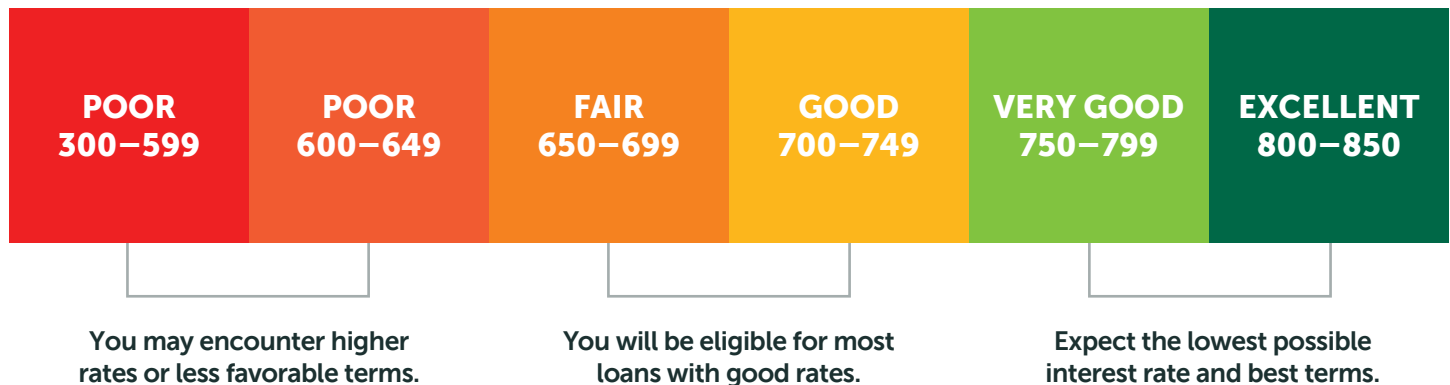 POOR
300–599
POOR
600–649
FAIR
650–699
GOOD
700–749
VERY GOOD
750–799
EXCELLENT
800–850
You may encounter higher
rates or less favorable terms.
You will be eligible for most
loans with good rates.
Expect the lowest possible
interest rate and best terms.